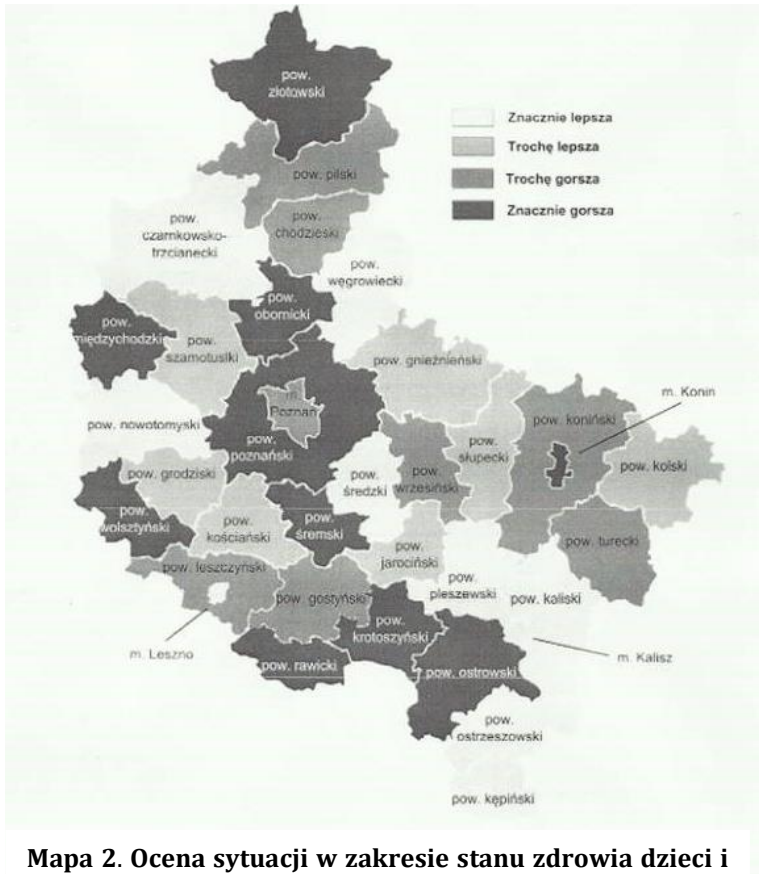 pow.
złotowski
Znacznie lepsza
Trochę lepsza
Trochę gorsza
Znacznie gorsza
pow. pilski
pow.
czarnkowsko-
trzcianecki
pow.
chodzieski
pow.
węgrowiecki
pow.
obornicki
pow.
międzychodzki
pow.
szamotuslki
pow. gnieźnieński
m.
Poznań
m. Konin
pow. nowotomyski
pow.
poznański
pow. koniński
pow.
słupecki
pow. kolski
pow. grodziski
pow.
średzki
pow.
wrzesiński
pow.
wolsztyński
pow.
kościański
pow.
śremski
pow. turecki
pow.
jarociński
pow. leszczyński
pow. gostyński
pow.
pleszewski
pow. kaliski
pow.
krotoszyński
m. Leszno
m. Kalisz
pow. rawicki
pow. ostrowski
pow.
ostrzeszowski
pow. kępiński
Mapa 2. Ocena sytuacji w zakresie stanu zdrowia dzieci i